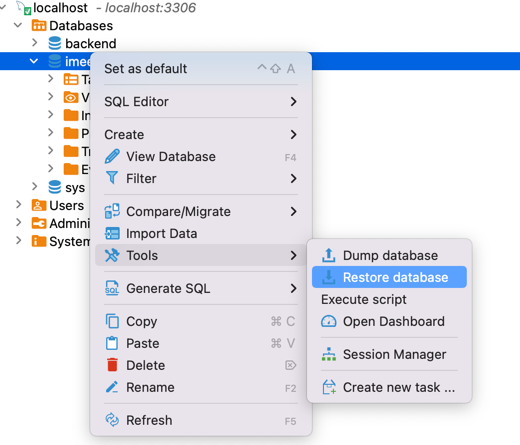 localhost - localhost:3306
Databases
backend
imee
Set as default ^⇧ A
Ta
SQL Editor
V
In
Create
P
View Database F4
Tr
Filter
Ev
sys
Users
Compare/Migrate
Admini
Import Data
System
Tools
Dump database
Restore database
Generate SQL
Execute script
Copy ⌘ C
Open Dashboard
Paste ⌘ V
Session Manager
Delete ⌦
Rename F2
Create new task ...
Refresh F5